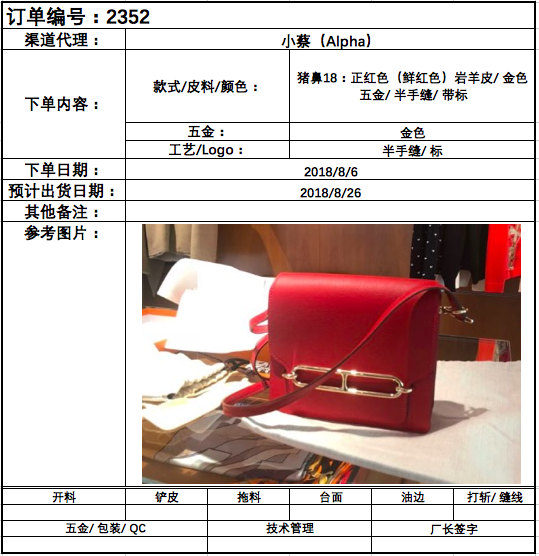 订单编号：2352
渠道代理： 小蔡（Alpha）
下单内容： 款式/皮料/颜色： 猪鼻18：正红色（鲜红色）岩羊皮/ 金色
五金/ 半手缝/ 带标
五金： 金色
工艺/Logo： 半手缝/ 标
下单日期： 2018/8/6
预计出货日期： 2018/8/26
其他备注：
参考图片：
开料 铲皮 拖料 台面 油边 打斩/ 缝线
五金/ 包装/ QC 技术管理 厂长签字